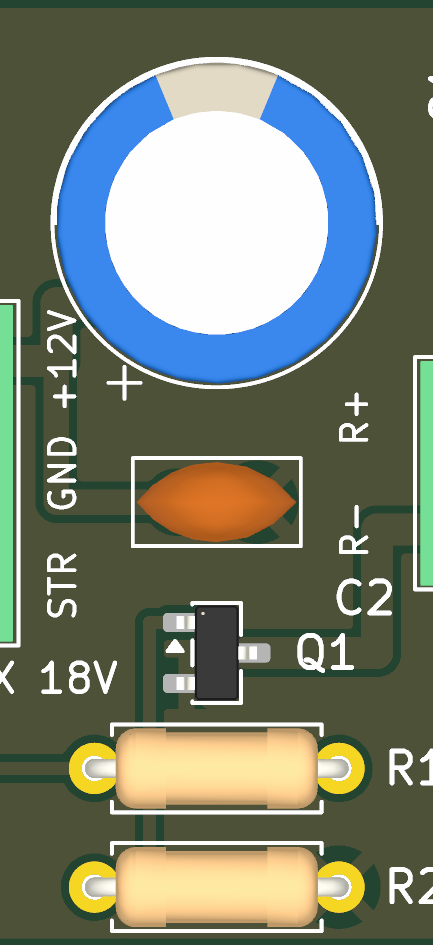 +
+12V
GND
STR
R+
R-
C2
Q1
X 18V
R1
R2